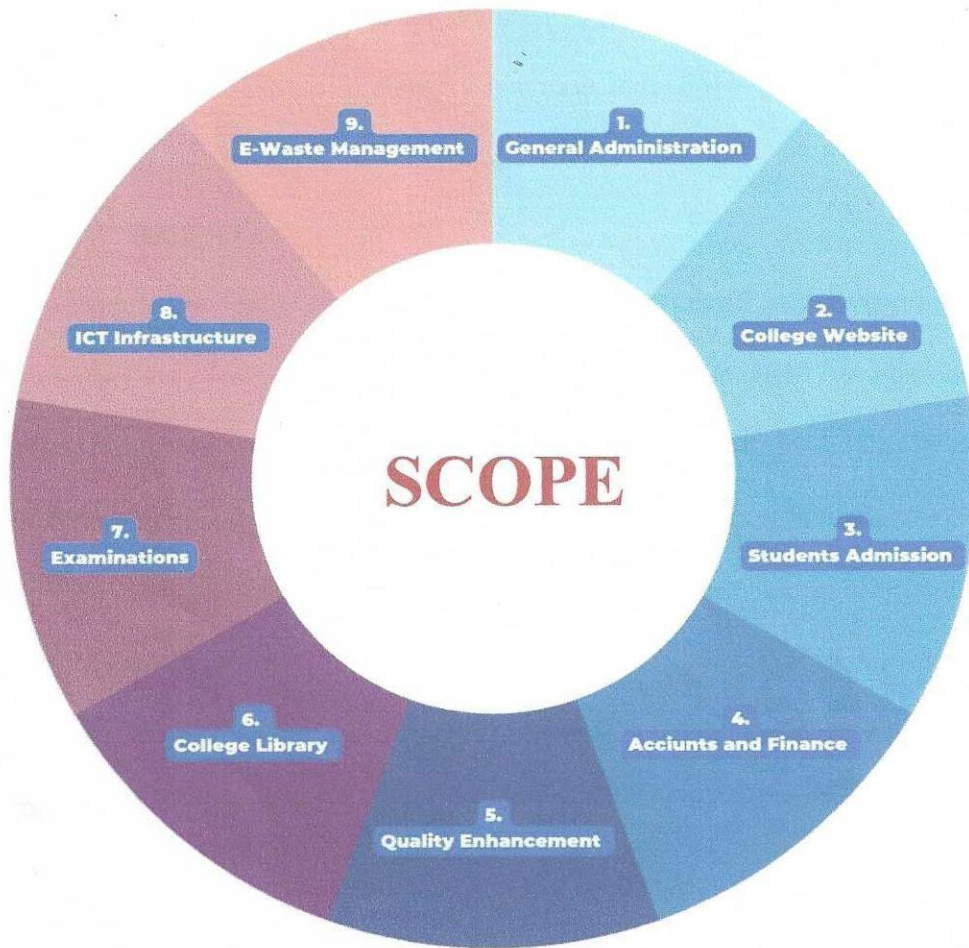 1.
General Administration
2.
College Website
3.
Students Admission
4.
Acciunts and Finance
5.
Quality Enhancement
6.
College Library
7.
Examinations
8.
ICT Infrastructure
9.
E-Waste Management
SCOPE